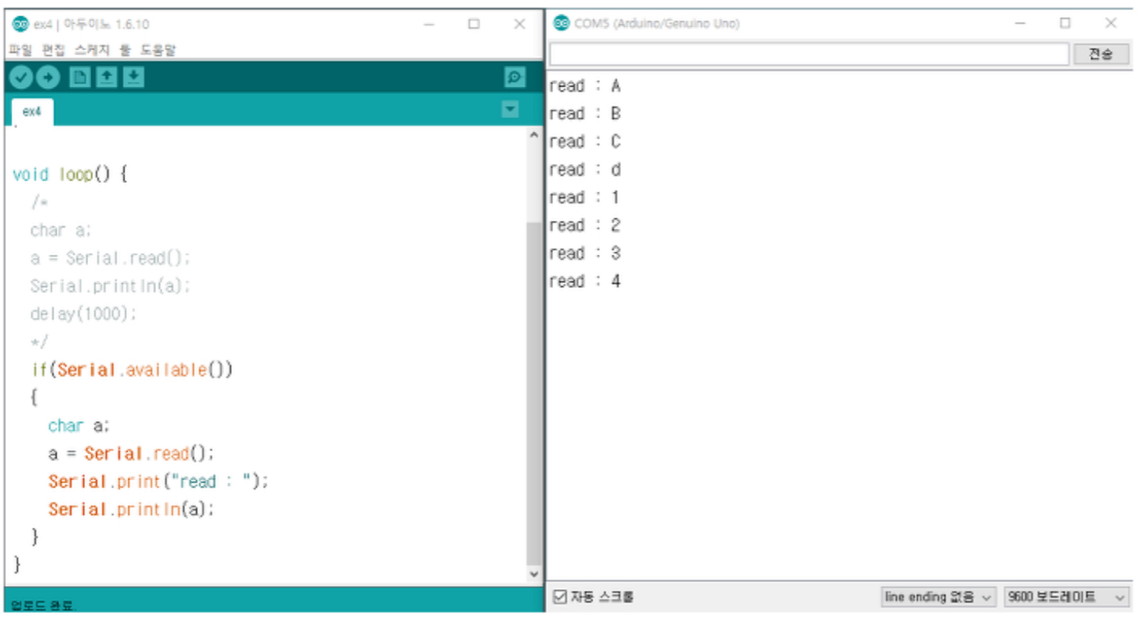 ex4 | 아두이노 1.6.10
파일 편집 스케치 툴 도움말
ex4
void loop() {
/*
char a;
a = Serial.read();
Serial.println(a);
delay(1000);
*/
if(Serial.available())
{
char a;
a = Serial.read();
Serial.print("read : ");
Serial.println(a);
}
}
업로드 완료.
COM5 (Arduino/Genuino Uno)
전송
read : A
read : B
read : C
read : d
read : 1
read : 2
read : 3
read : 4
자동 스크롤
line ending 없음
9600 보드레이트